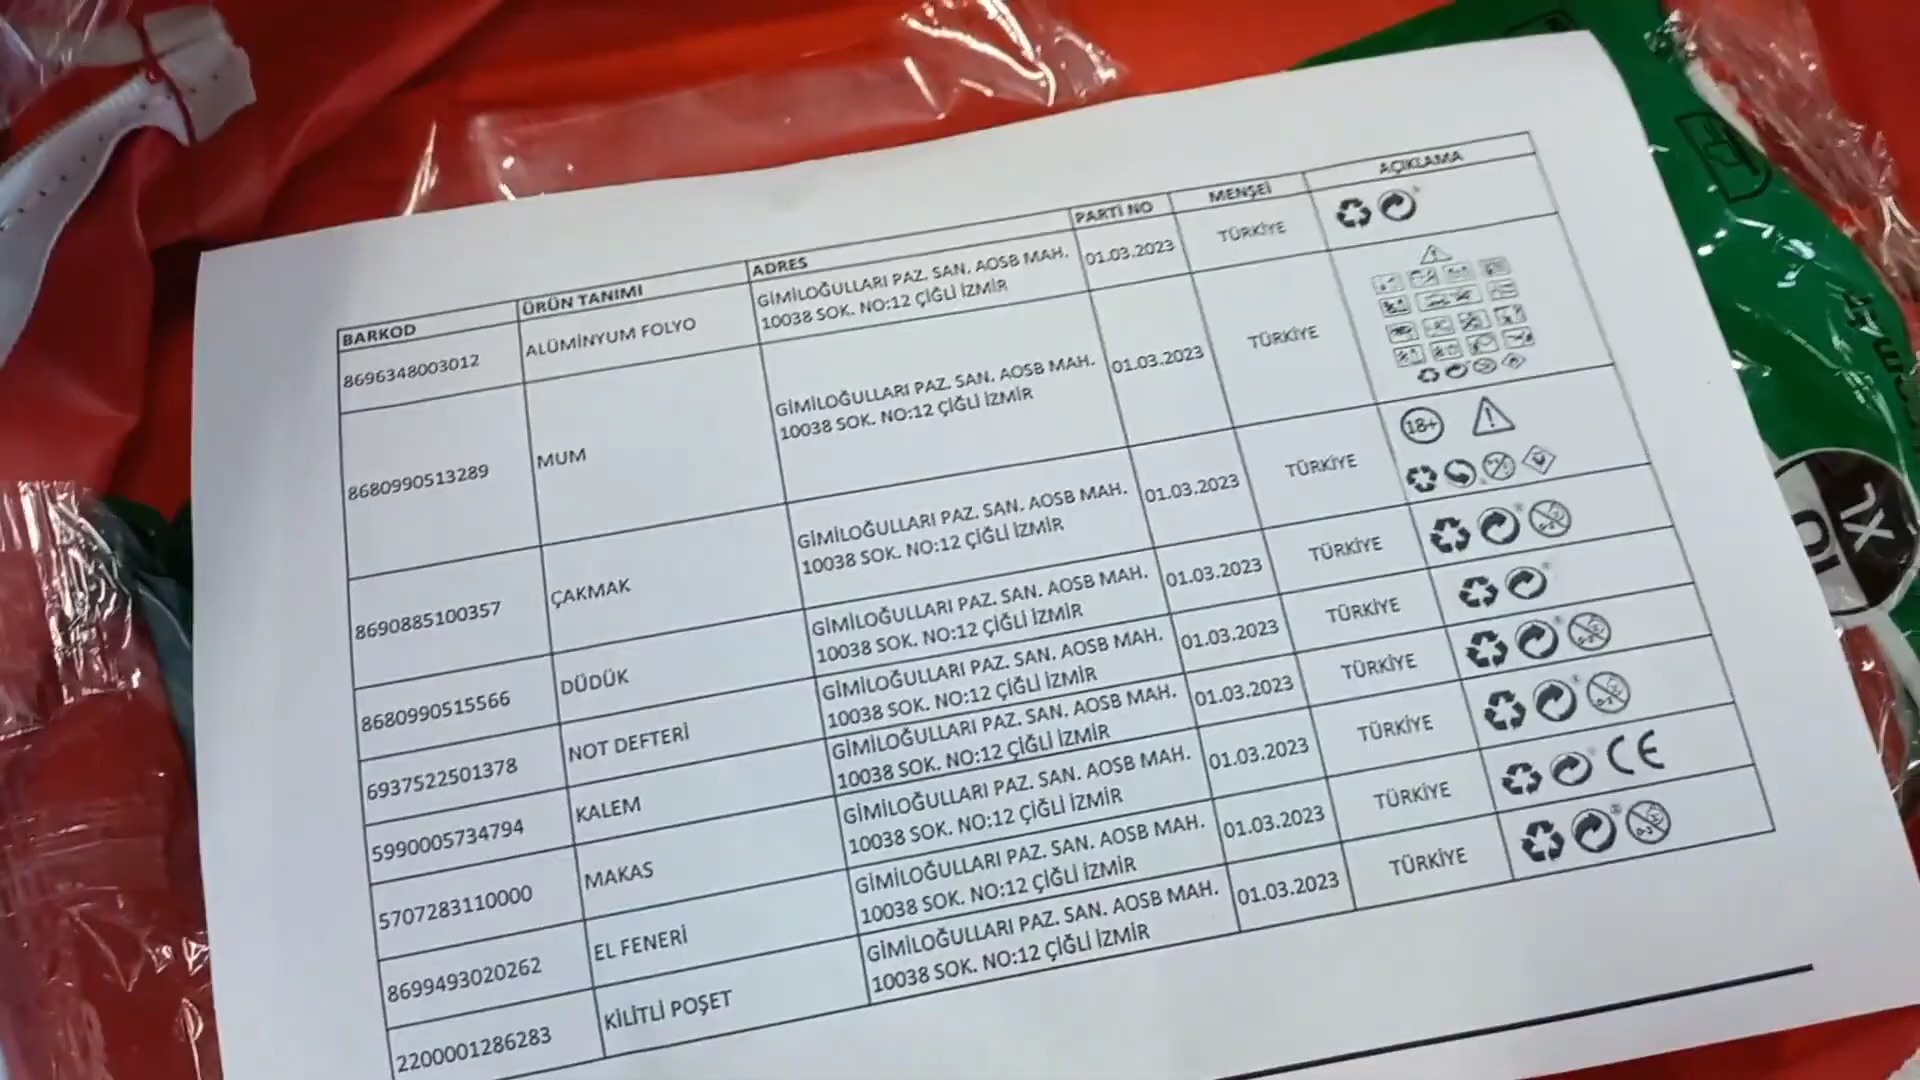 BARKOD ÜRÜN TANIMI ADRES PARTİ NO MENŞEİ AÇIKLAMA
8696348003012 ALÜMİNYUM FOLYO GİMİLOĞULLARI PAZ. SAN. AOSB MAH. 01.03.2023 TÜRKİYE
10038 SOK. NO:12 ÇİĞLİ İZMİR
8680990513289 MUM GİMİLOĞULLARI PAZ. SAN. AOSB MAH. 01.03.2023 TÜRKİYE
10038 SOK. NO:12 ÇİĞLİ İZMİR
8690885100357 ÇAKMAK GİMİLOĞULLARI PAZ. SAN. AOSB MAH. 01.03.2023 TÜRKİYE 18+
10038 SOK. NO:12 ÇİĞLİ İZMİR
8680990515566 DÜDÜK GİMİLOĞULLARI PAZ. SAN. AOSB MAH. 01.03.2023 TÜRKİYE
10038 SOK. NO:12 ÇİĞLİ İZMİR
6937522501378 NOT DEFTERİ GİMİLOĞULLARI PAZ. SAN. AOSB MAH. 01.03.2023 TÜRKİYE
10038 SOK. NO:12 ÇİĞLİ İZMİR
5990005734794 KALEM GİMİLOĞULLARI PAZ. SAN. AOSB MAH. 01.03.2023 TÜRKİYE
10038 SOK. NO:12 ÇİĞLİ İZMİR
5707283110000 MAKAS GİMİLOĞULLARI PAZ. SAN. AOSB MAH. 01.03.2023 TÜRKİYE
10038 SOK. NO:12 ÇİĞLİ İZMİR
8699493020262 EL FENERİ GİMİLOĞULLARI PAZ. SAN. AOSB MAH. 01.03.2023 TÜRKİYE CE
10038 SOK. NO:12 ÇİĞLİ İZMİR
2200001286283 KİLİTLİ POŞET GİMİLOĞULLARI PAZ. SAN. AOSB MAH. 01.03.2023 TÜRKİYE
10038 SOK. NO:12 ÇİĞLİ İZMİR
XL
10